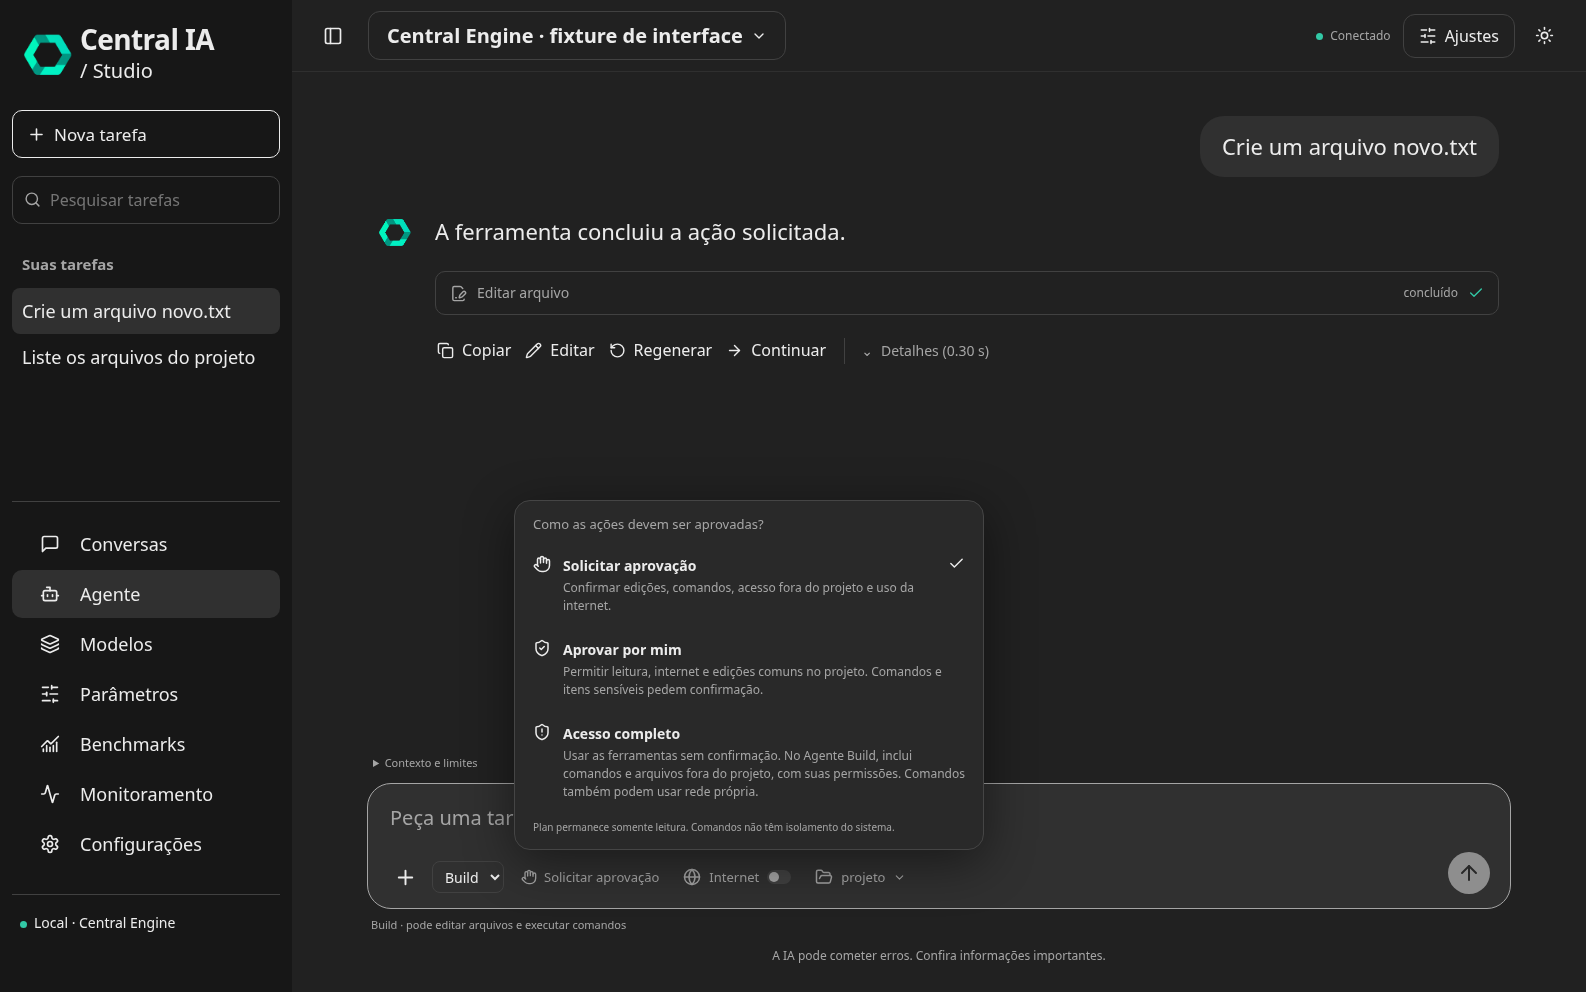 Central IA
/ Studio
Nova tarefa
Pesquisar tarefas
Suas tarefas
Crie um arquivo novo.txt
Liste os arquivos do projeto
Conversas
Agente
Modelos
Parâmetros
Benchmarks
Monitoramento
Configurações
Local · Central Engine
Central Engine · fixture de interface
Conectado
Ajustes
Crie um arquivo novo.txt
A ferramenta concluiu a ação solicitada.
Editar arquivo
concluído
Copiar
Editar
Regenerar
Continuar
Detalhes (0.30 s)
Como as ações devem ser aprovadas?
Solicitar aprovação
Confirmar edições, comandos, acesso fora do projeto e uso da
internet.
Aprovar por mim
Permitir leitura, internet e edições comuns no projeto. Comandos e
itens sensíveis pedem confirmação.
Acesso completo
Usar as ferramentas sem confirmação. No Agente Build, inclui
comandos e arquivos fora do projeto, com suas permissões. Comandos
também podem usar rede própria.
Plan permanece somente leitura. Comandos não têm isolamento do sistema.
Contexto e limites
Peça uma tar
Build
Solicitar aprovação
Internet
projeto
Build · pode editar arquivos e executar comandos
A IA pode cometer erros. Confira informações importantes.